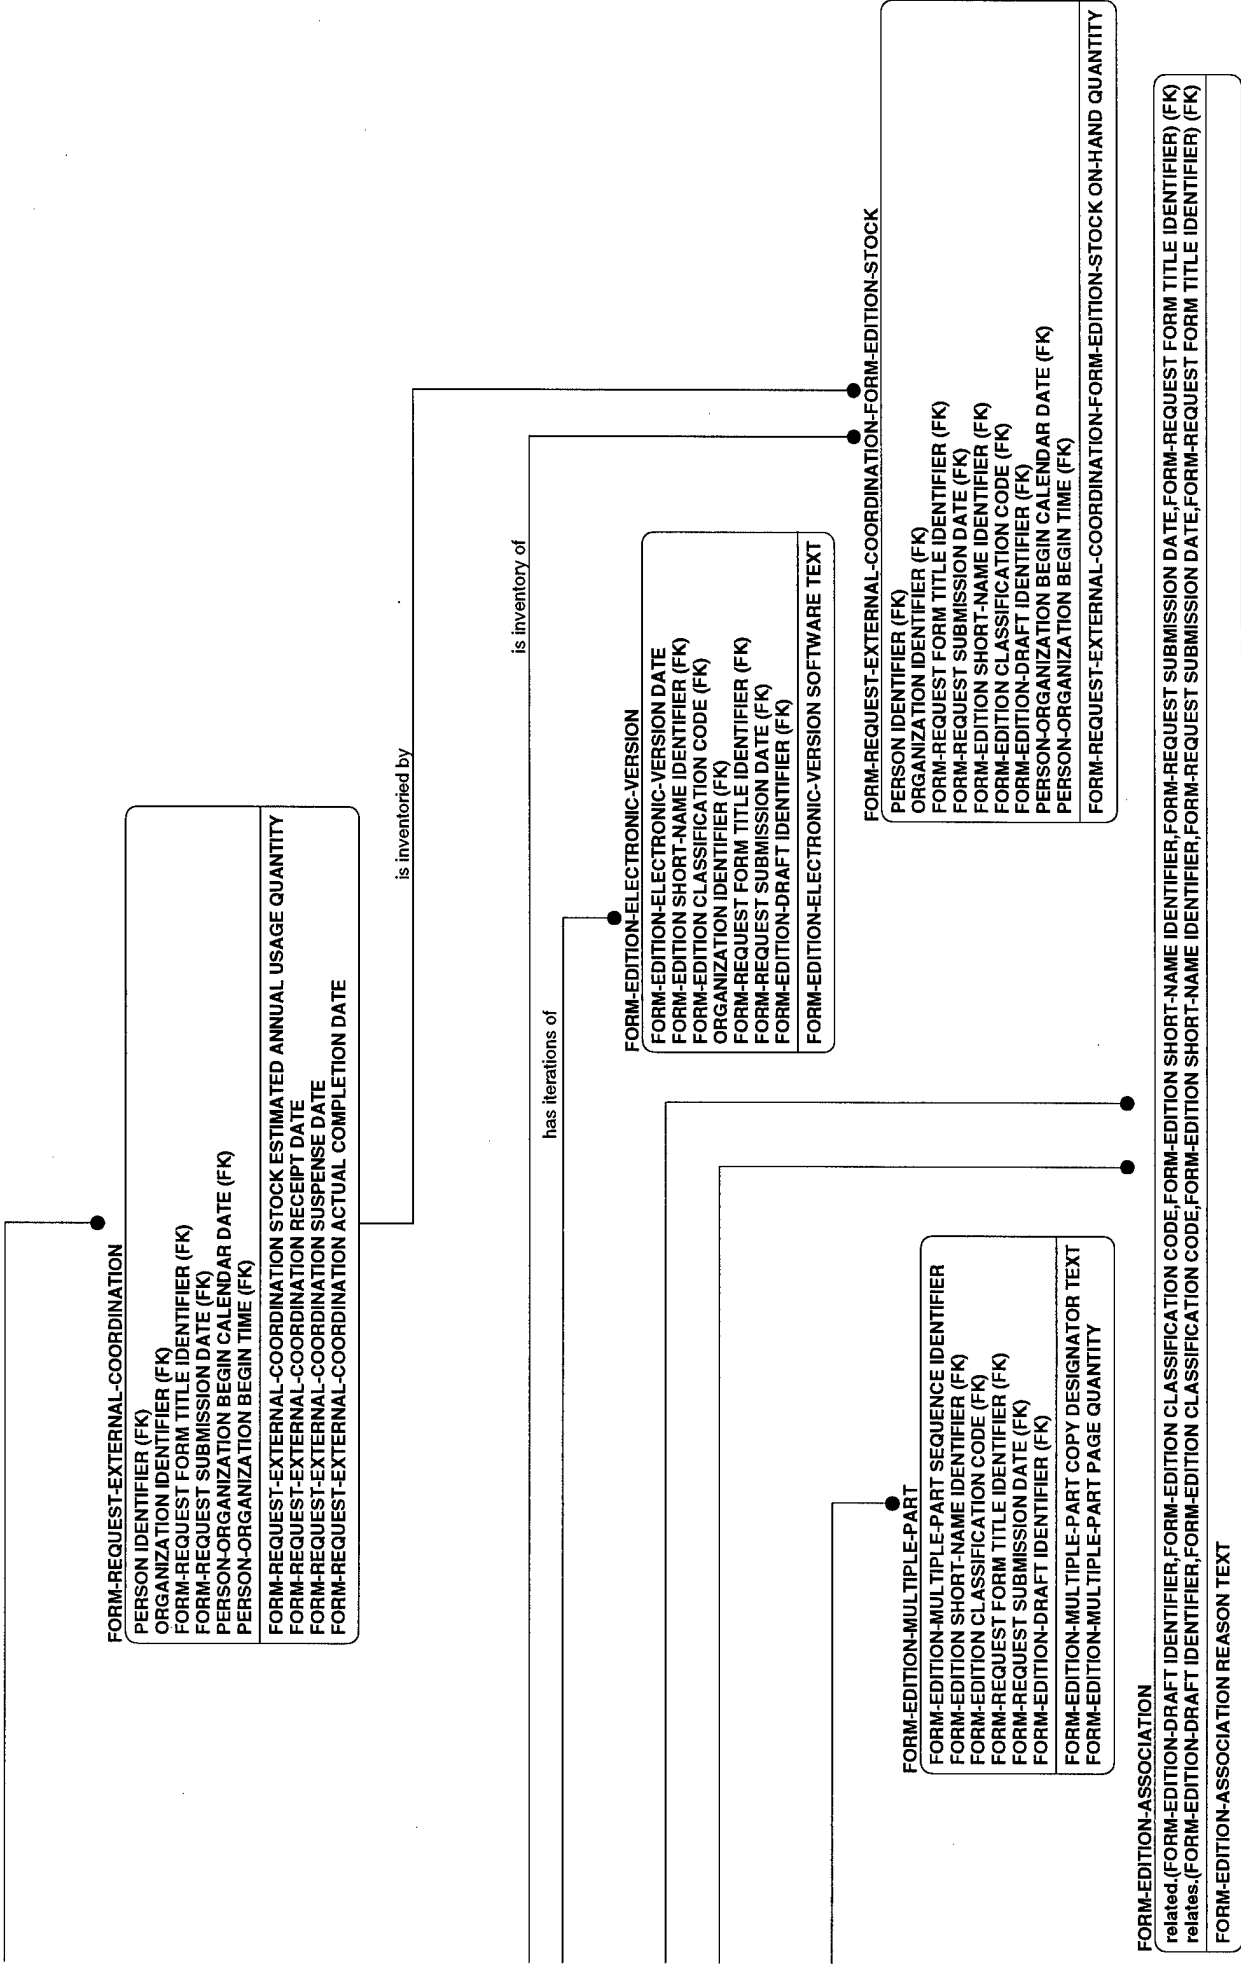 FORM-REQUEST-EXTERNAL-COORDINATION
PERSON IDENTIFIER (FK)
ORGANIZATION IDENTIFIER (FK)
FORM-REQUEST FORM TITLE IDENTIFIER (FK)
FORM-REQUEST SUBMISSION DATE (FK)
PERSON-ORGANIZATION BEGIN CALENDAR DATE (FK)
PERSON-ORGANIZATION BEGIN TIME (FK)
FORM-REQUEST-EXTERNAL-COORDINATION STOCK ESTIMATED ANNUAL USAGE QUANTITY
FORM-REQUEST-EXTERNAL-COORDINATION RECEIPT DATE
FORM-REQUEST-EXTERNAL-COORDINATION SUSPENSE DATE
FORM-REQUEST-EXTERNAL-COORDINATION ACTUAL COMPLETION DATE
is inventoried by
is inventory of
has iterations of
FORM-EDITION-ELECTRONIC-VERSION
FORM-EDITION-ELECTRONIC-VERSION DATE
FORM-EDITION SHORT-NAME IDENTIFIER (FK)
FORM-EDITION CLASSIFICATION CODE (FK)
ORGANIZATION IDENTIFIER (FK)
FORM-REQUEST FORM TITLE IDENTIFIER (FK)
FORM-REQUEST SUBMISSION DATE (FK)
FORM-EDITION-DRAFT IDENTIFIER (FK)
FORM-EDITION-ELECTRONIC-VERSION SOFTWARE TEXT
FORM-REQUEST-EXTERNAL-COORDINATION-FORM-EDITION-STOCK
PERSON IDENTIFIER (FK)
ORGANIZATION IDENTIFIER (FK)
FORM-REQUEST FORM TITLE IDENTIFIER (FK)
FORM-REQUEST SUBMISSION DATE (FK)
FORM-EDITION SHORT-NAME IDENTIFIER (FK)
FORM-EDITION CLASSIFICATION CODE (FK)
FORM-EDITION-DRAFT IDENTIFIER (FK)
PERSON-ORGANIZATION BEGIN CALENDAR DATE (FK)
PERSON-ORGANIZATION BEGIN TIME (FK)
FORM-REQUEST-EXTERNAL-COORDINATION-FORM-EDITION-STOCK ON-HAND QUANTITY
FORM-EDITION-MULTIPLE-PART
FORM-EDITION-MULTIPLE-PART SEQUENCE IDENTIFIER
FORM-EDITION SHORT-NAME IDENTIFIER (FK)
FORM-EDITION CLASSIFICATION CODE (FK)
FORM-REQUEST FORM TITLE IDENTIFIER (FK)
FORM-REQUEST SUBMISSION DATE (FK)
FORM-EDITION-DRAFT IDENTIFIER (FK)
FORM-EDITION-MULTIPLE-PART COPY DESIGNATOR TEXT
FORM-EDITION-MULTIPLE-PART PAGE QUANTITY
FORM-EDITION-ASSOCIATION
related.(FORM-EDITION-DRAFT IDENTIFIER,FORM-EDITION CLASSIFICATION CODE,FORM-EDITION SHORT-NAME IDENTIFIER,FORM-REQUEST SUBMISSION DATE,FORM-REQUEST FORM TITLE IDENTIFIER) (FK)
relates.(FORM-EDITION-DRAFT IDENTIFIER,FORM-EDITION CLASSIFICATION CODE,FORM-EDITION SHORT-NAME IDENTIFIER,FORM-REQUEST SUBMISSION DATE,FORM-REQUEST FORM TITLE IDENTIFIER) (FK)
FORM-EDITION-ASSOCIATION REASON TEXT